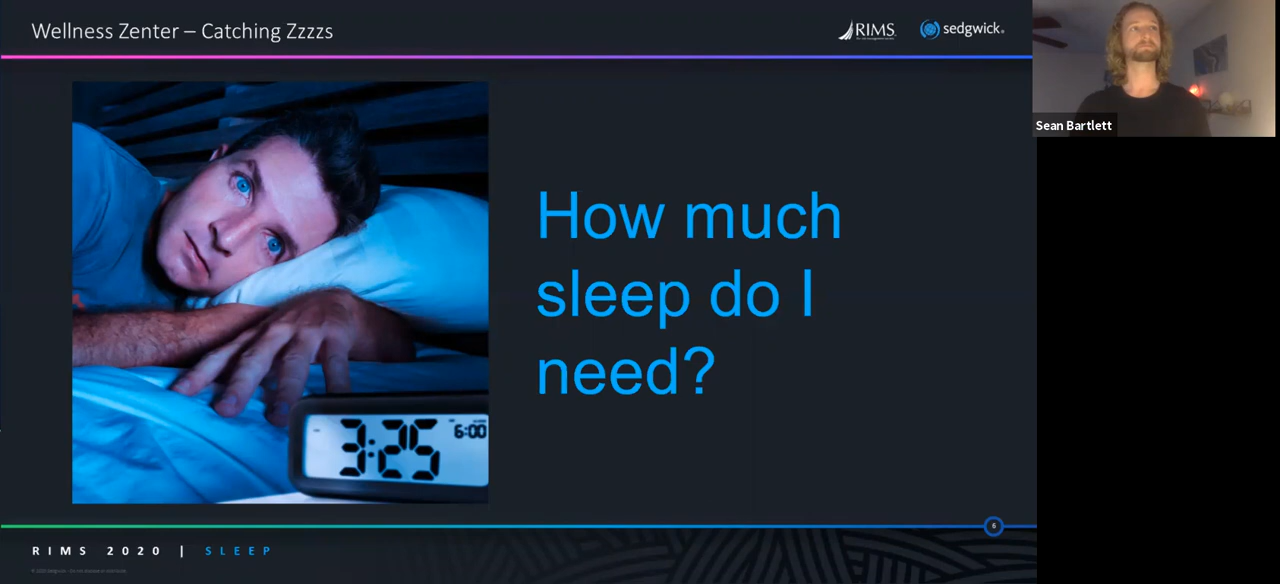 Wellness Zenter – Catching Zzzzs
RIMS
sedgwick.
Sean Bartlett
How much
sleep do I
need?
6:00
3:25
6
RIMS 2020 | SLEEP